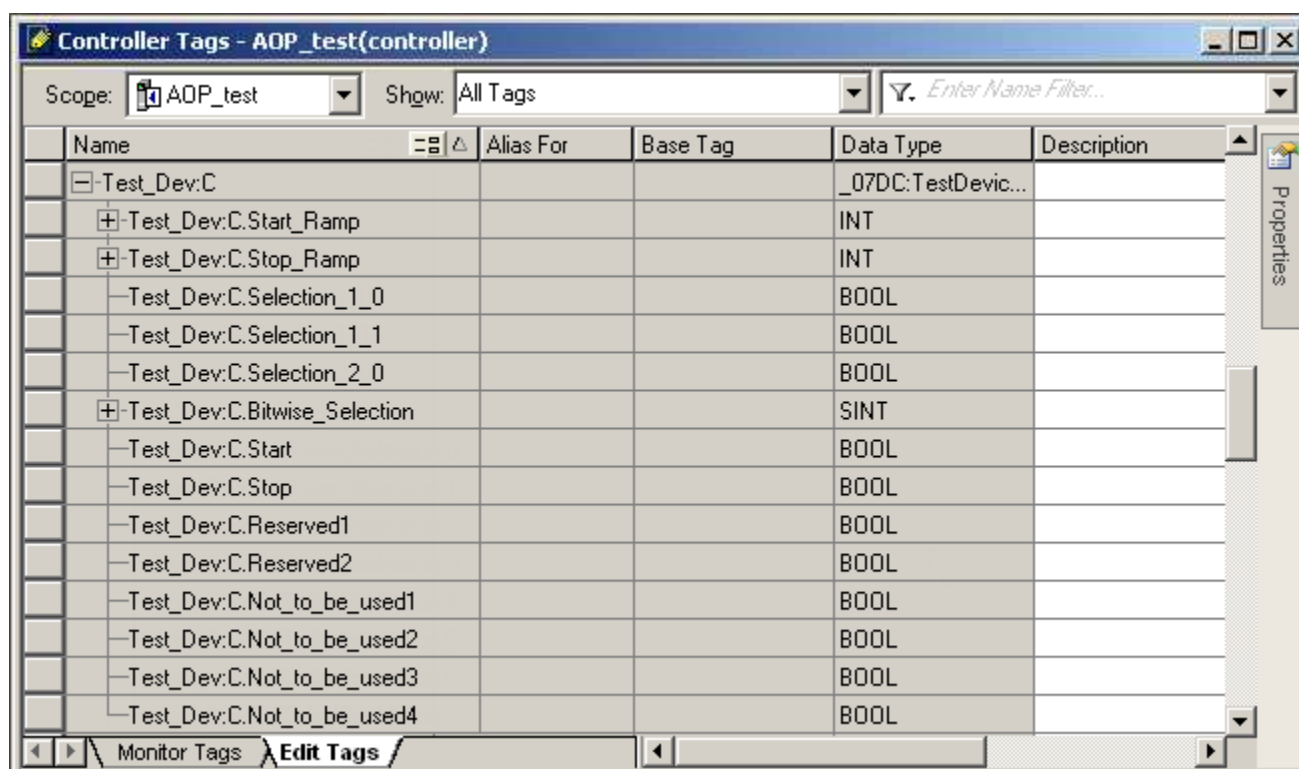 Controller Tags - AOP_test(controller)
Scope: AOP_test Show: All Tags Enter Name Filter...
Name Alias For Base Tag Data Type Description
Test_Dev:C _07DC:TestDevic...
Test_Dev:C.Start_Ramp INT
Test_Dev:C.Stop_Ramp INT
Test_Dev:C.Selection_1_0 BOOL
Test_Dev:C.Selection_1_1 BOOL
Test_Dev:C.Selection_2_0 BOOL
Test_Dev:C.Bitwise_Selection SINT
Test_Dev:C.Start BOOL
Test_Dev:C.Stop BOOL
Test_Dev:C.Reserved1 BOOL
Test_Dev:C.Reserved2 BOOL
Test_Dev:C.Not_to_be_used1 BOOL
Test_Dev:C.Not_to_be_used2 BOOL
Test_Dev:C.Not_to_be_used3 BOOL
Test_Dev:C.Not_to_be_used4 BOOL
Monitor Tags Edit Tags
Properties